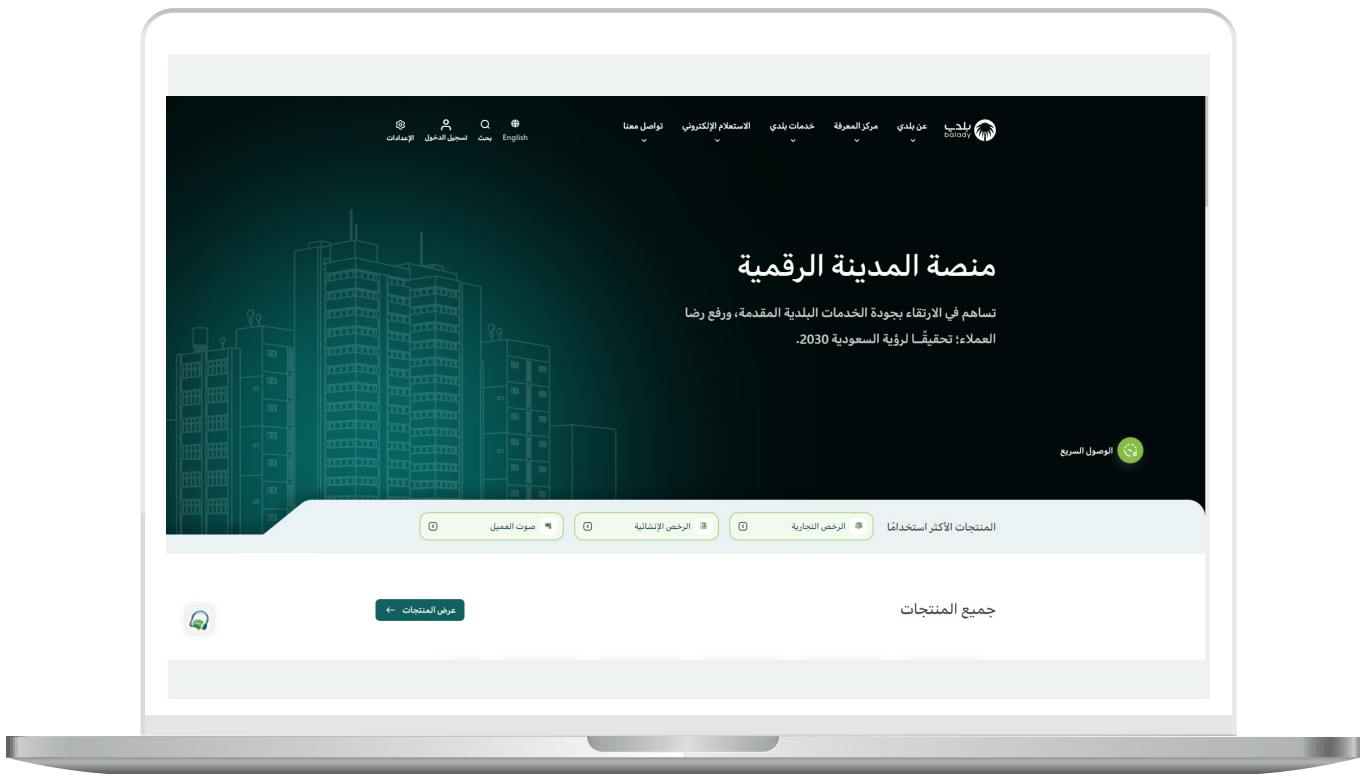 بلدي
balady
عن بلدي
مركز المعرفة
خدمات بلدي
الاستعلام الإلكتروني
تواصل معنا
English
بحث
تسجيل الدخول
الإعدادات
منصة المدينة الرقمية
تساهم في الارتقاء بجودة الخدمات البلدية المقدمة، ورفع رضا
العملاء؛ تحقيقًـا لرؤية السعودية 2030.
الوصول السريع
المنتجات الأكثر استخدامًا
الرخص التجارية
الرخص الإنشائية
صوت العميل
جميع المنتجات
عرض المنتجات